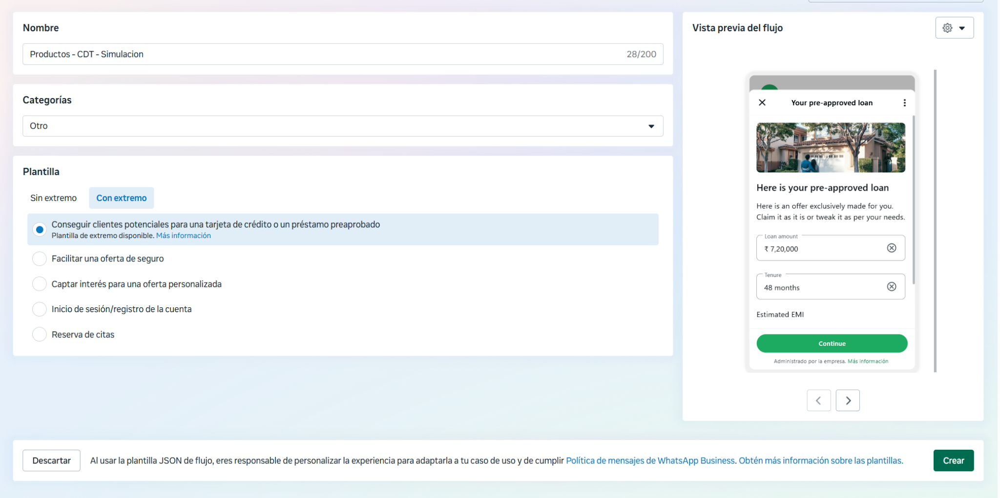 Nombre
Productos - CDT - Simulacion
28/200
Categorías
Otro
Plantilla
Sin extremo
Con extremo
Conseguir clientes potenciales para una tarjeta de crédito o un préstamo preaprobado
Plantilla de extremo disponible. Más información
Facilitar una oferta de seguro
Captar interés para una oferta personalizada
Inicio de sesión/registro de la cuenta
Reserva de citas
Vista previa del flujo
Your pre-approved loan
Here is your pre-approved loan
Here is an offer exclusively made for you.
Claim it as it is or tweak it as per your needs.
Loan amount
₹ 7,20,000
Tenure
48 months
Estimated EMI
Continue
Administrado por la empresa. Más información
Descartar
Al usar la plantilla JSON de flujo, eres responsable de personalizar la experiencia para adaptarla a tu caso de uso y de cumplir Política de mensajes de WhatsApp Business. Obtén más información sobre las plantillas.
Crear